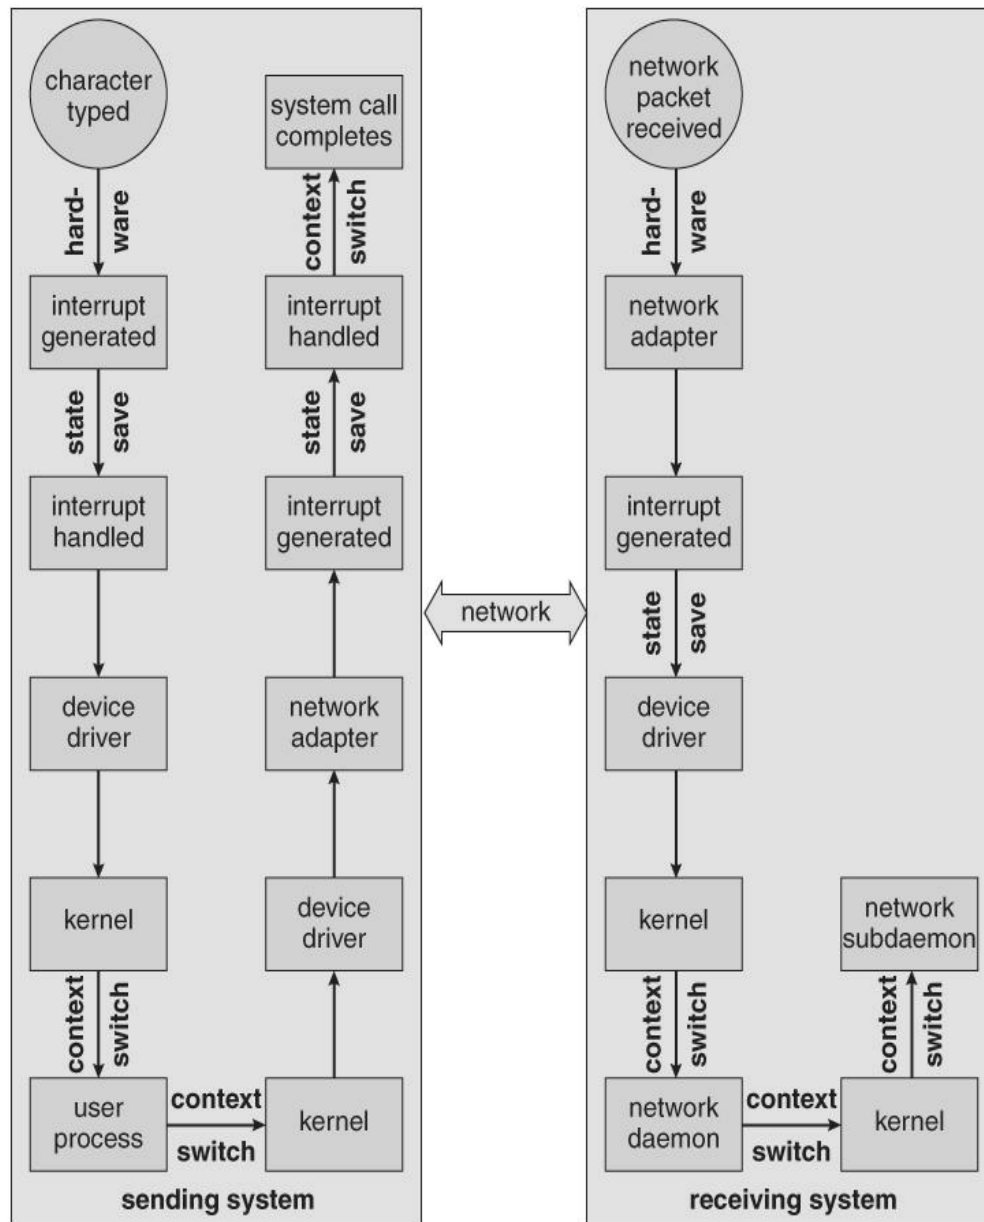 character
typed
hard-
ware
interrupt
generated
state
save
interrupt
handled
device
driver
kernel
context
switch
user
process
context
switch
kernel
device
driver
network
adapter
interrupt
generated
state
save
interrupt
handled
context
switch
system call
completes
sending system
network
network
packet
received
hard-
ware
network
adapter
interrupt
generated
state
save
device
driver
kernel
context
switch
network
daemon
context
switch
kernel
context
switch
network
subdaemon
receiving system